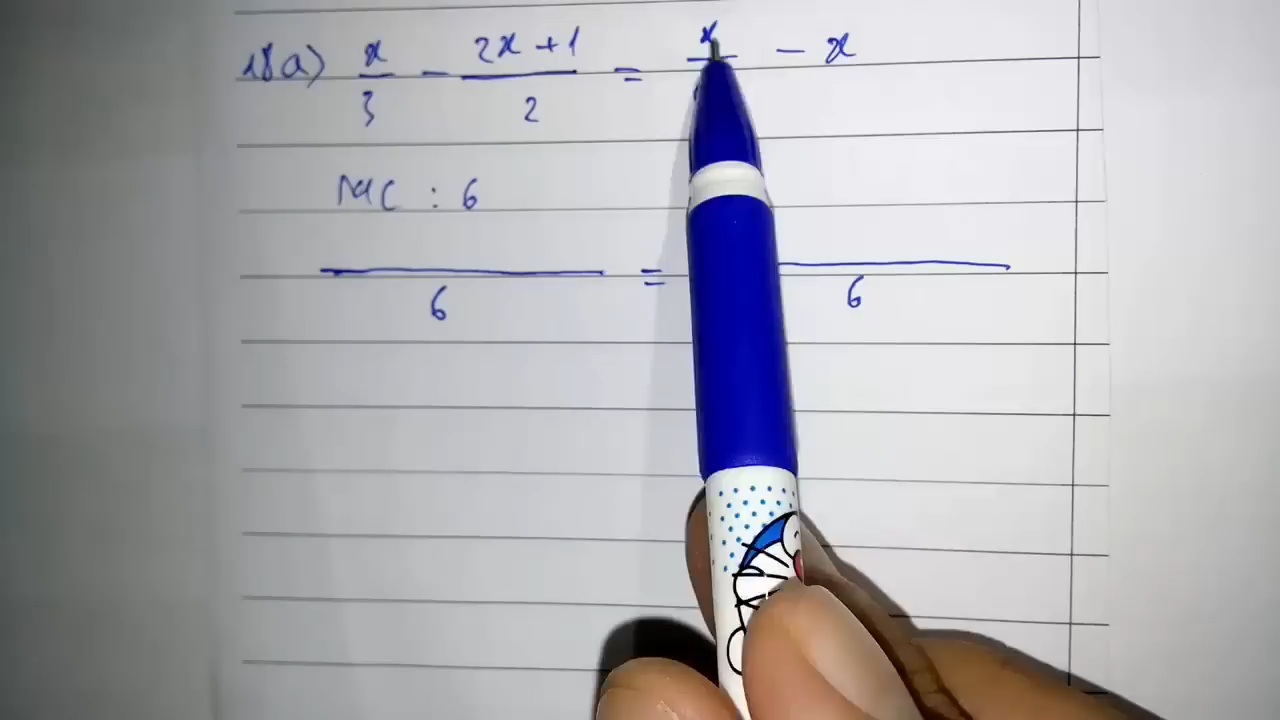 18a) x/3 - 2x+1/2 = x/ - x
MC : 6
/6 = /6